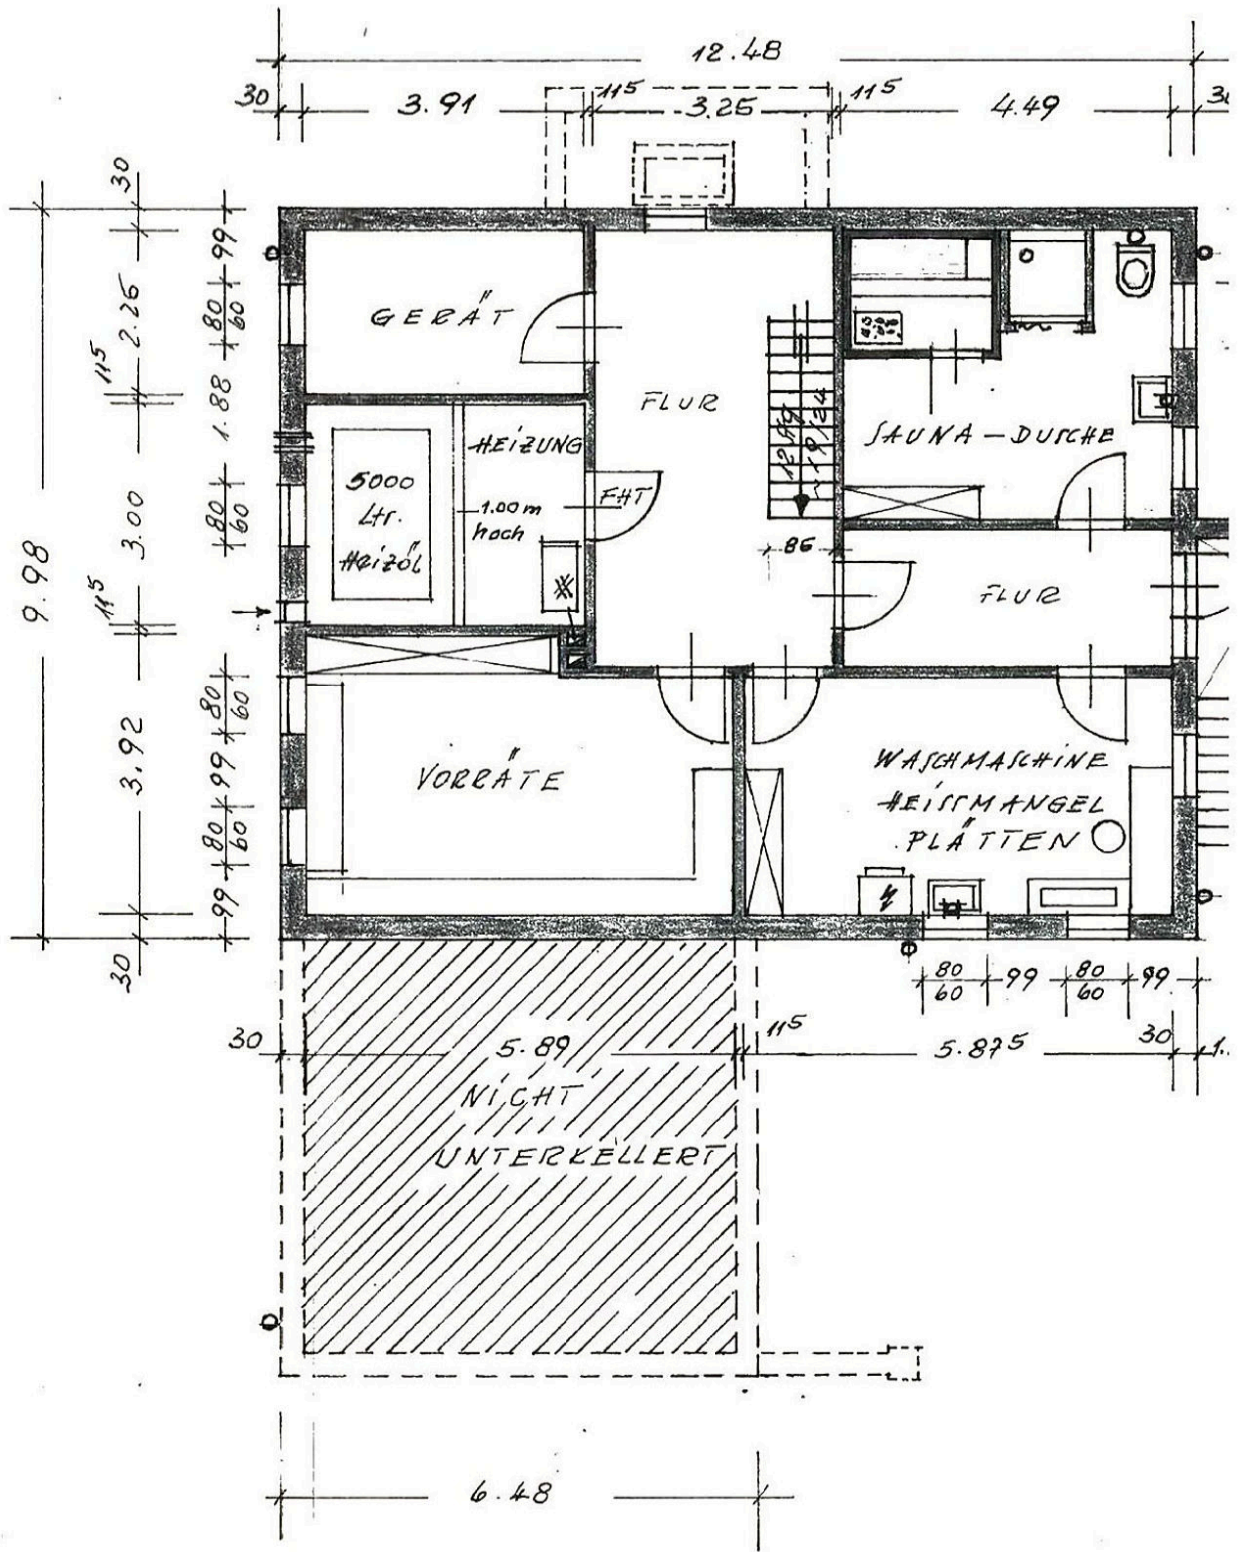 12.48
30 3.91 11⁵ 3.25 11⁵ 4.49
30
2.26
11⁵
3.00
11⁵
3.92
30
9.98
99
80
60
1.88
80
60
80
60
99
80
60
99
GERÄT
FLUR
HEIZUNG
5000
Ltr.
HEIZÖL
1.00 m
hoch
FHT
86
SAUNA – DUSCHE
FLUR
VORRÄTE
WASCHMASCHINE
HEISSMANGEL
PLÄTTEN
80
60
99
80
60
99
30 5.89 11⁵ 5.875 30
NICHT
UNTERKELLERT
6.48